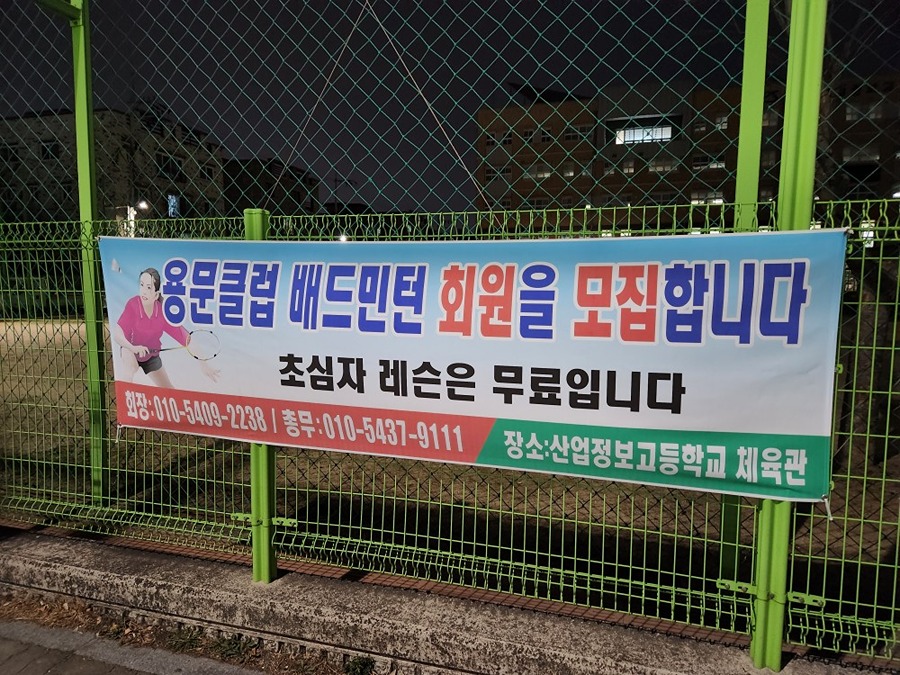 용문클럽 배드민턴 회원을 모집합니다
초심자 레슨은 무료입니다
회장:010-5409-2238 / 총무:010-5437-9111
장소:산업정보고등학교 체육관